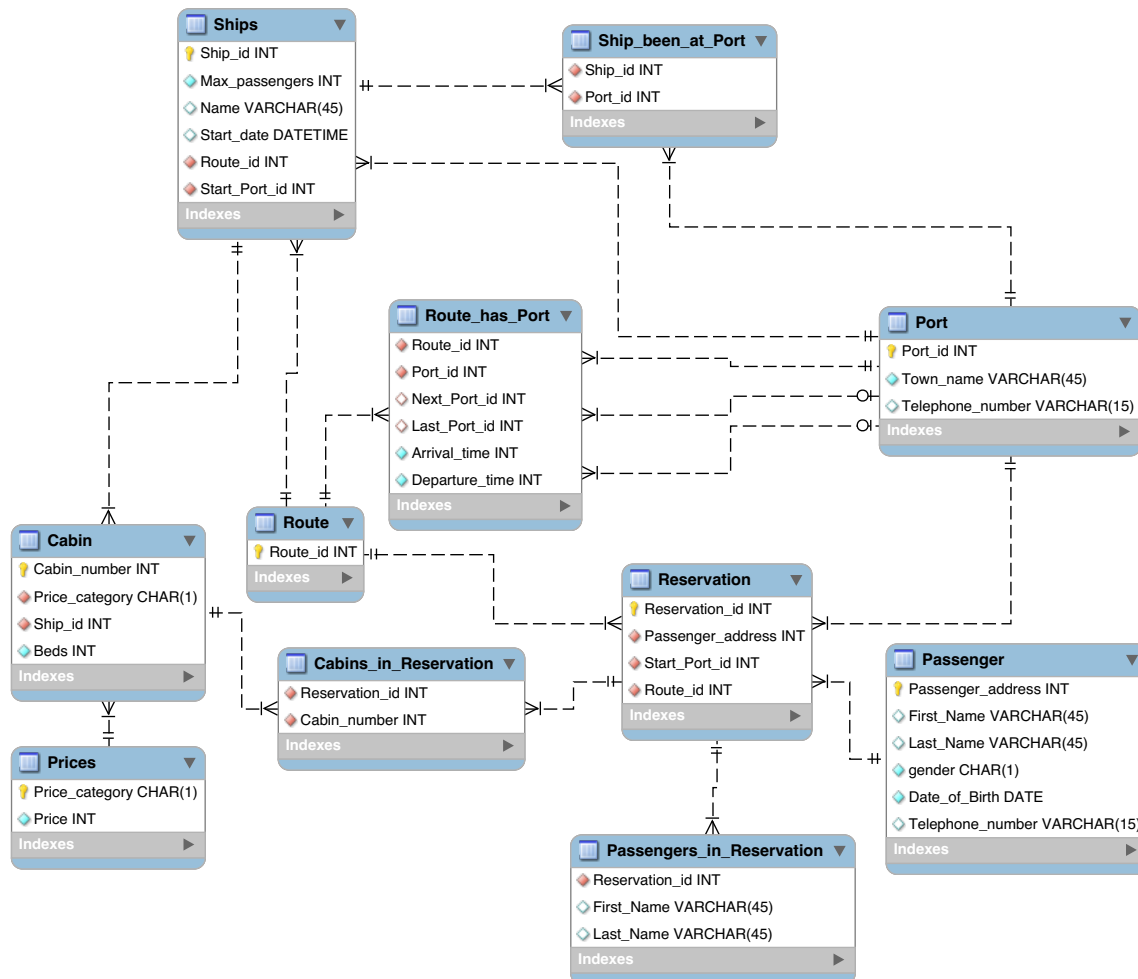 Ships
Ship_id INT
Max_passengers INT
Name VARCHAR(45)
Start_date DATETIME
Route_id INT
Start_Port_id INT
Indexes
Ship_been_at_Port
Ship_id INT
Port_id INT
Indexes
Route_has_Port
Route_id INT
Port_id INT
Next_Port_id INT
Last_Port_id INT
Arrival_time INT
Departure_time INT
Indexes
Port
Port_id INT
Town_name VARCHAR(45)
Telephone_number VARCHAR(15)
Indexes
Cabin
Cabin_number INT
Price_category CHAR(1)
Ship_id INT
Beds INT
Indexes
Route
Route_id INT
Indexes
Reservation
Reservation_id INT
Passenger_address INT
Start_Port_id INT
Route_id INT
Indexes
Cabins_in_Reservation
Reservation_id INT
Cabin_number INT
Indexes
Passenger
Passenger_address INT
First_Name VARCHAR(45)
Last_Name VARCHAR(45)
gender CHAR(1)
Date_of_Birth DATE
Telephone_number VARCHAR(15)
Indexes
Prices
Price_category CHAR(1)
Price INT
Indexes
Passengers_in_Reservation
Reservation_id INT
First_Name VARCHAR(45)
Last_Name VARCHAR(45)
Indexes